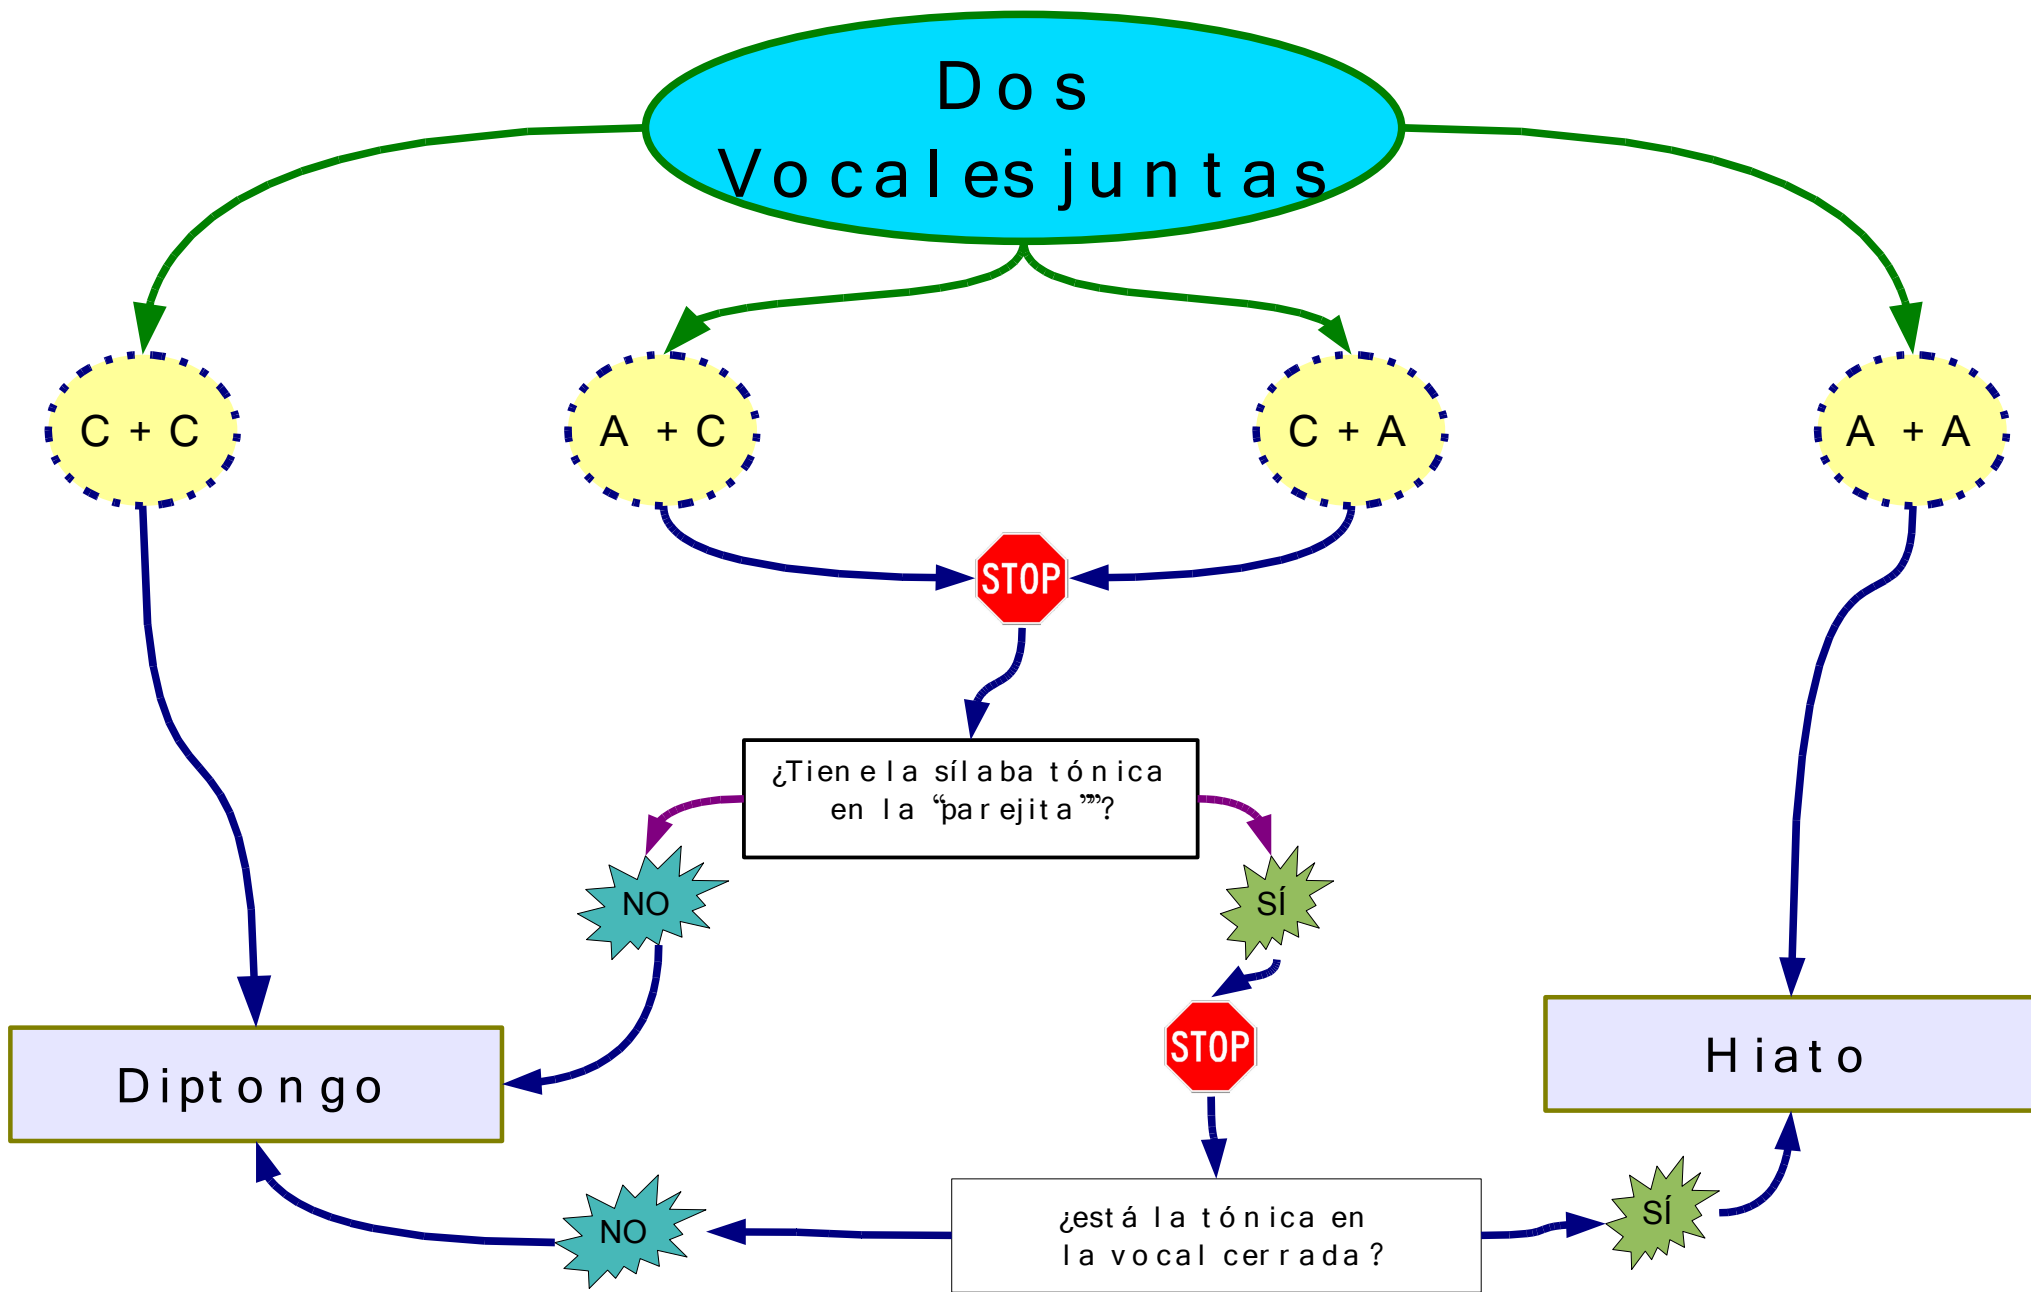 Dos
Vocales juntas
C + C
A + C
C + A
A + A
STOP
¿Tiene la sílaba tónica
en la “parejita””?
NO
SÍ
STOP
Diptongo
Hiato
¿está la tónica en
la vocal cerrada?
NO
SÍ